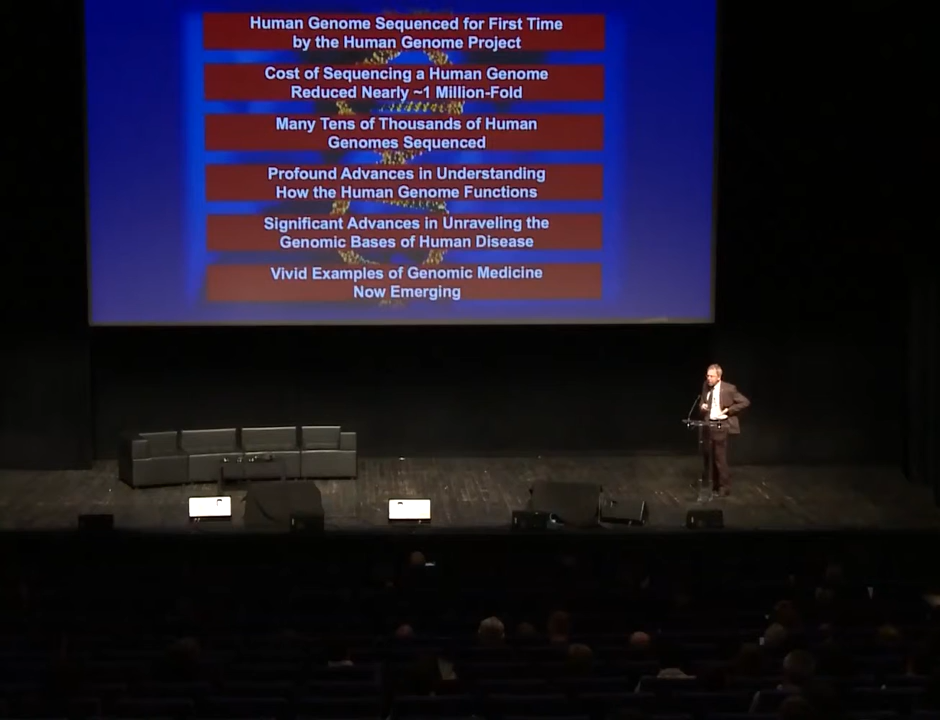 Human Genome Sequenced for First Time
by the Human Genome Project
Cost of Sequencing a Human Genome
Reduced Nearly ~1 Million-Fold
Many Tens of Thousands of Human
Genomes Sequenced
Profound Advances in Understanding
How the Human Genome Functions
Significant Advances in Unraveling the
Genomic Bases of Human Disease
Vivid Examples of Genomic Medicine
Now Emerging